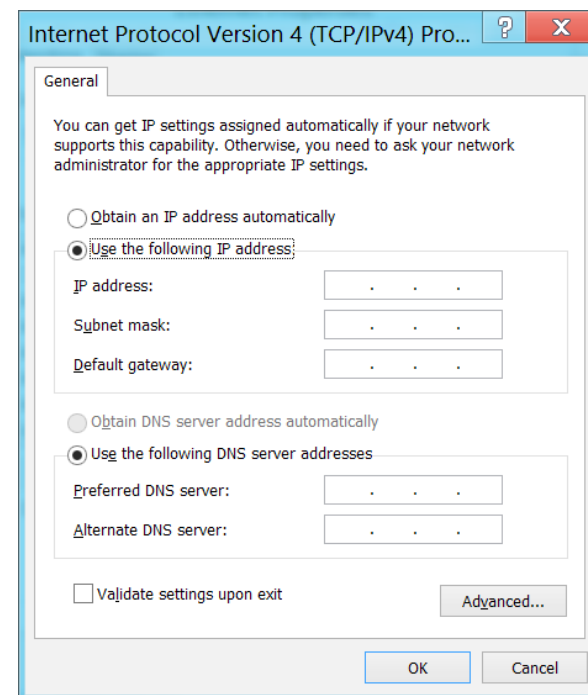 Internet Protocol Version 4 (TCP/IPv4) Pro...
General
You can get IP settings assigned automatically if your network
supports this capability. Otherwise, you need to ask your network
administrator for the appropriate IP settings.
Obtain an IP address automatically
Use the following IP address:
IP address:
Subnet mask:
Default gateway:
Obtain DNS server address automatically
Use the following DNS server addresses
Preferred DNS server:
Alternate DNS server:
Validate settings upon exit
Advanced...
OK Cancel